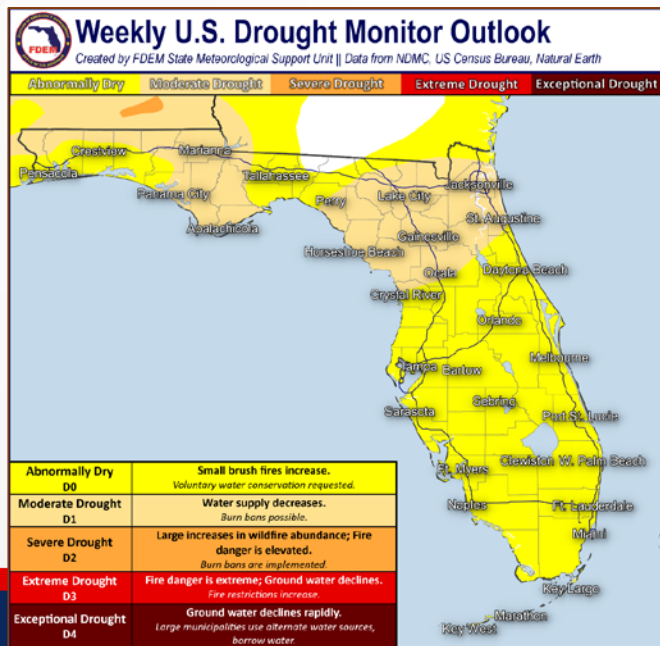 FDEM
Weekly U.S. Drought Monitor Outlook
Created by FDEM State Meteorological Support Unit || Data from NDMC, US Census Bureau, Natural Earth
Abnormally Dry Moderate Drought Severe Drought Extreme Drought Exceptional Drought
Crestview
Marianna
Pensacola
Tallahassee
Jacksonville
Panama City
Perry
Lake City
Apalachicola
St. Augustine
Gainesville
Horseshoe Beach
Ocala
Daytona Beach
Crystal River
Orlando
Tampa
Bartow
Melbourne
Sarasota
Sebring
Port St. Lucie
Ft. Myers
Clewiston
W. Palm Beach
Naples
Ft. Lauderdale
Miami
Key Largo
Marathon
Key West
Abnormally Dry
D0
Small brush fires increase.
Voluntary water conservation requested.
Moderate Drought
D1
Water supply decreases.
Burn bans possible.
Severe Drought
D2
Large increases in wildfire abundance; Fire
danger is elevated.
Burn bans are implemented.
Extreme Drought
D3
Fire danger is extreme; Ground water declines.
Fire restrictions increase.
Exceptional Drought
D4
Ground water declines rapidly.
Large municipalities use alternate water sources,
borrow water.